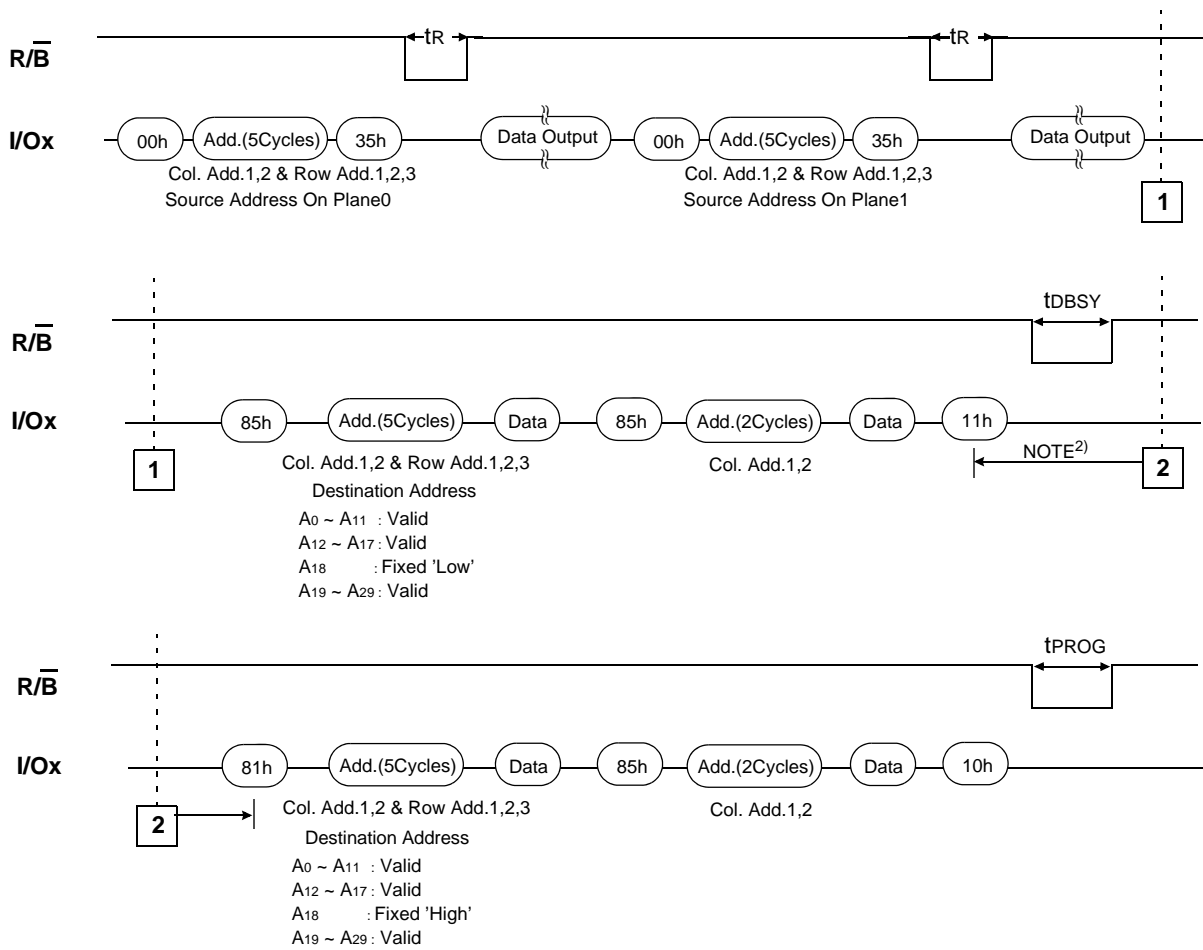 tR tR
R/B
I/Ox 00h Add.(5Cycles) 35h Data Output 00h Add.(5Cycles) 35h Data Output
Col. Add.1,2 & Row Add.1,2,3 Col. Add.1,2 & Row Add.1,2,3
Source Address On Plane0 Source Address On Plane1
1
tDBSY
R/B
I/Ox 85h Add.(5Cycles) Data 85h Add.(2Cycles) Data 11h
1 Col. Add.1,2 & Row Add.1,2,3 Col. Add.1,2 NOTE2) 2
Destination Address
A0 ~ A11 : Valid
A12 ~ A17 : Valid
A18 : Fixed 'Low'
A19 ~ A29 : Valid
tPROG
R/B
I/Ox 81h Add.(5Cycles) Data 85h Add.(2Cycles) Data 10h
2 Col. Add.1,2 & Row Add.1,2,3 Col. Add.1,2
Destination Address
A0 ~ A11 : Valid
A12 ~ A17 : Valid
A18 : Fixed 'High'
A19 ~ A29 : Valid